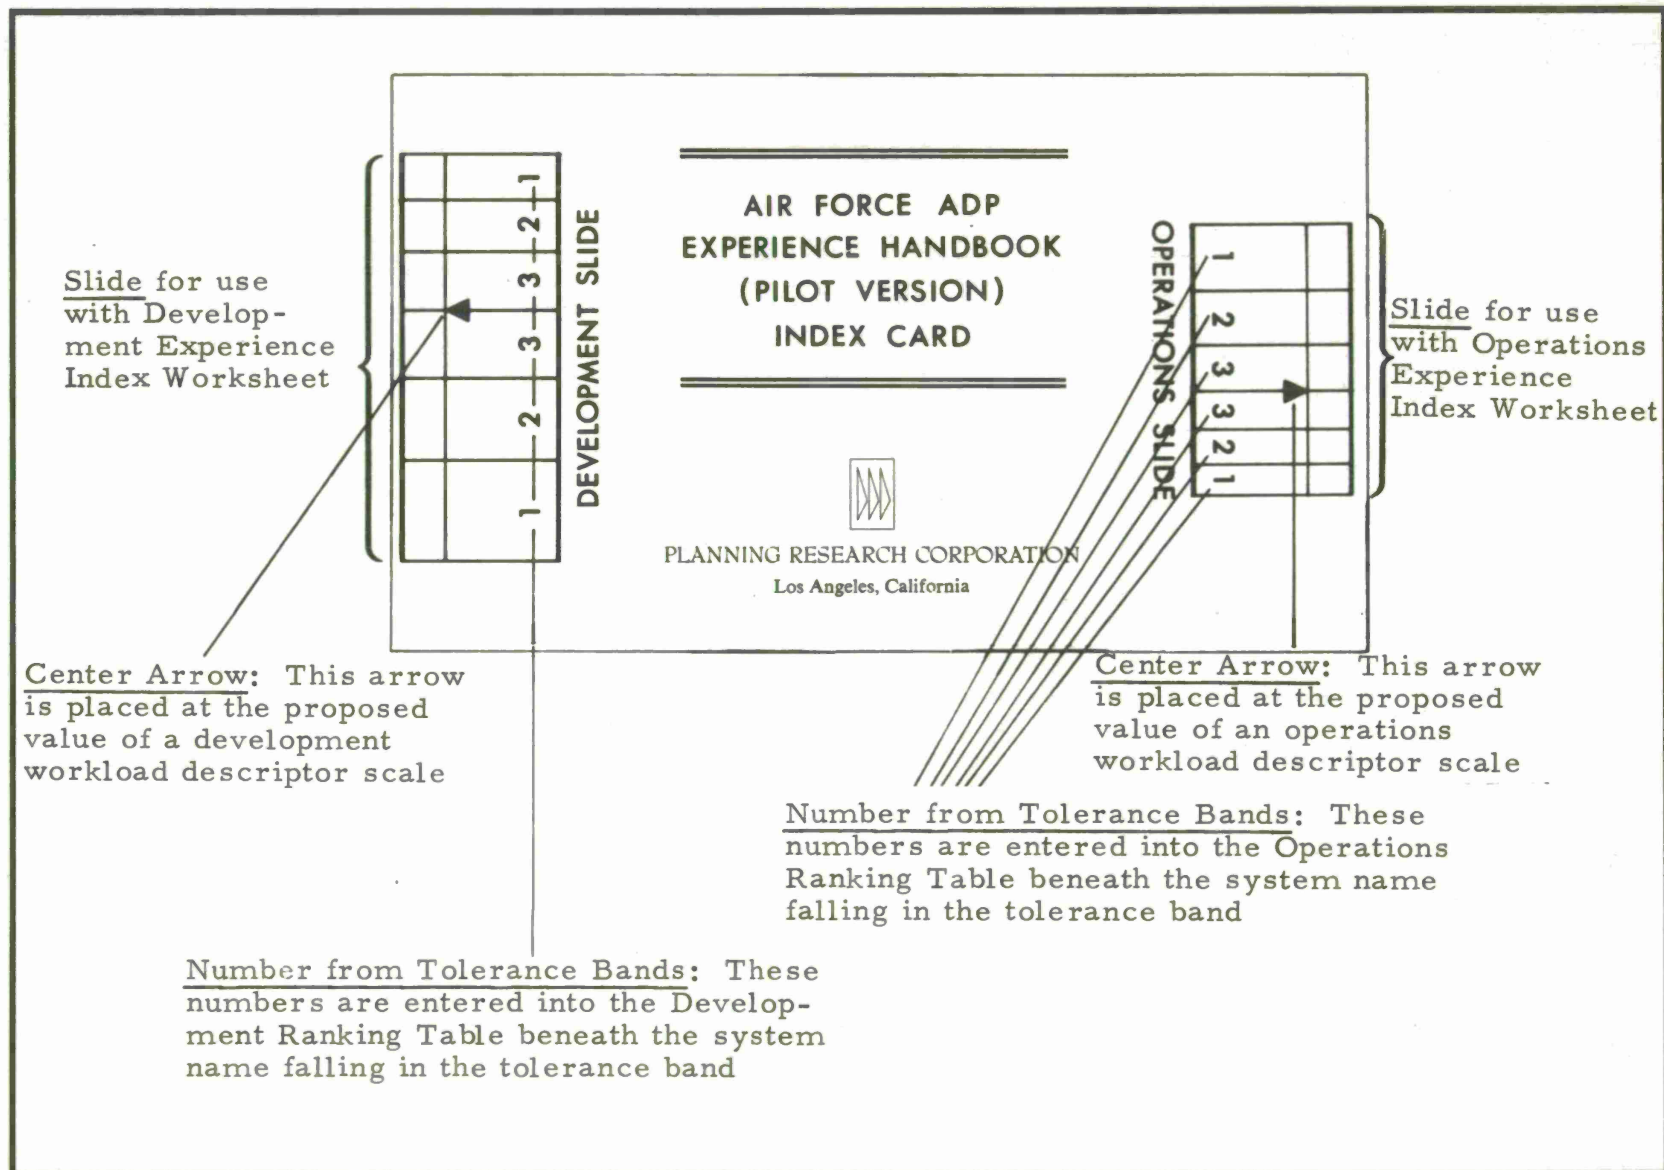 AIR FORCE ADP
EXPERIENCE HANDBOOK
(PILOT VERSION)
INDEX CARD
PLANNING RESEARCH CORPORATION
Los Angeles, California
DEVELOPMENT SLIDE
1
2
3
3
2
1
OPERATIONS SLIDE
1
2
3
3
2
1
Slide for use
with Develop-
ment Experience
Index Worksheet
Slide for use
with Operations
Experience
Index Worksheet
Center Arrow: This arrow
is placed at the proposed
value of a development
workload descriptor scale
Center Arrow: This arrow
is placed at the proposed
value of an operations
workload descriptor scale
Number from Tolerance Bands: These
numbers are entered into the Operations
Ranking Table beneath the system name
falling in the tolerance band
Number from Tolerance Bands: These
numbers are entered into the Develop-
ment Ranking Table beneath the system
name falling in the tolerance band